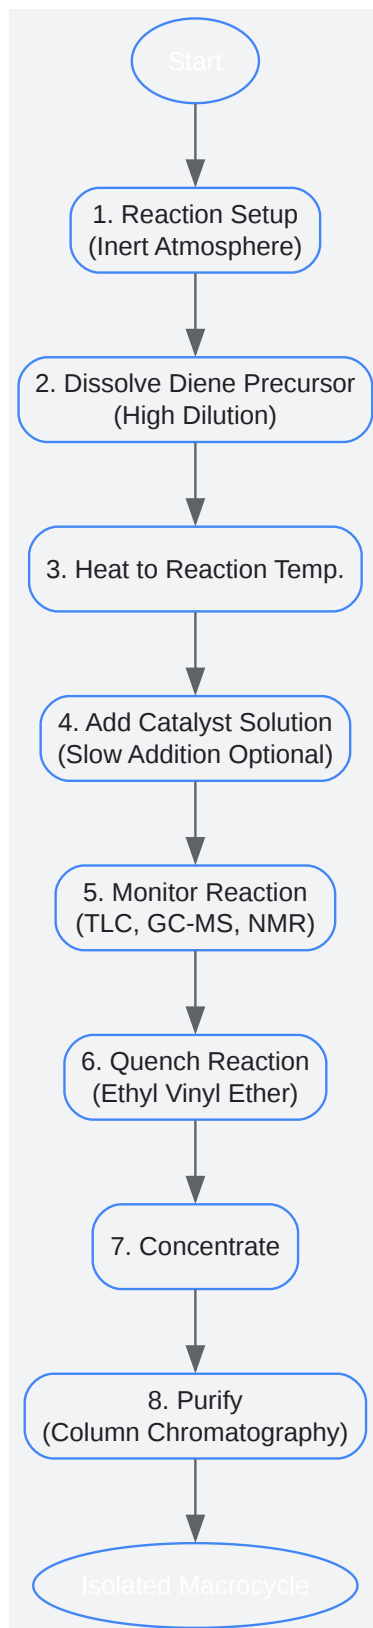 Start
1. Reaction Setup
(Inert Atmosphere)
2. Dissolve Diene Precursor
(High Dilution)
3. Heat to Reaction Temp.
4. Add Catalyst Solution
(Slow Addition Optional)
5. Monitor Reaction
(TLC, GC-MS, NMR)
6. Quench Reaction
(Ethyl Vinyl Ether)
7. Concentrate
8. Purify
(Column Chromatography)
Isolated Macrocycle